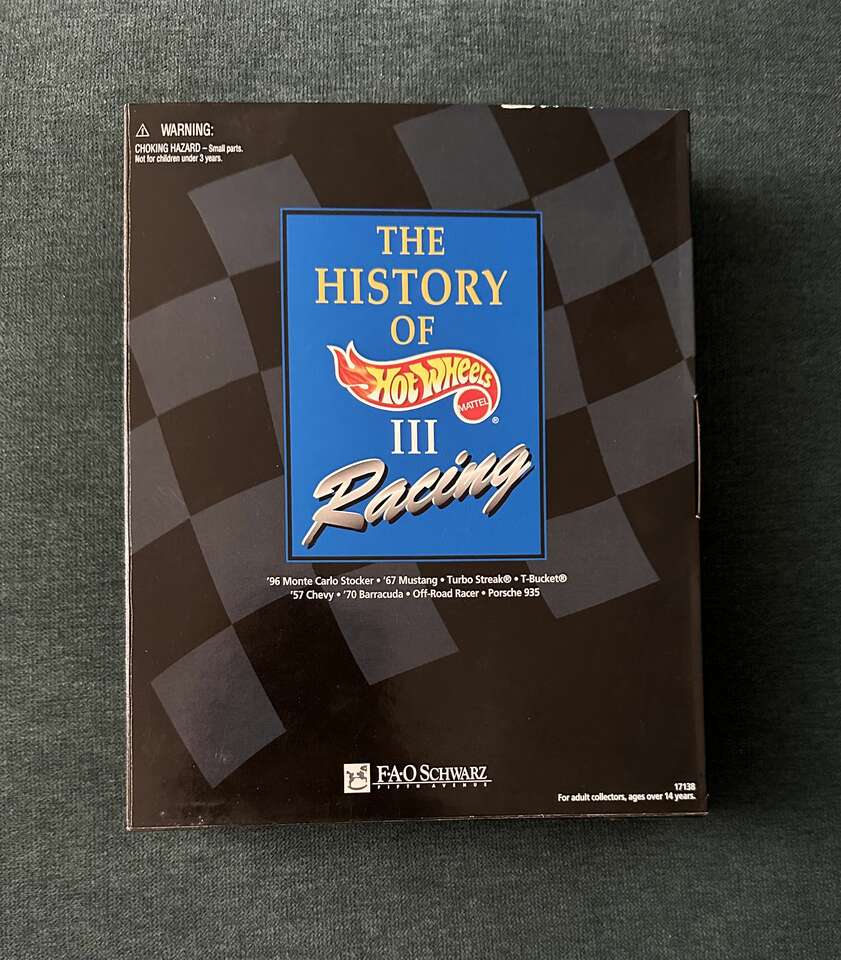 ⚠ WARNING:
CHOKING HAZARD – Small parts.
Not for children under 3 years.
THE
HISTORY
OF
HOT WHEELS
MATTEL
®
III
Racing
'96 Monte Carlo Stocker • '67 Mustang • Turbo Streak® • T-Bucket®
'57 Chevy • '70 Barracuda • Off-Road Racer • Porsche 935
F·A·O SCHWARZ
FIFTH AVENUE
17138
For adult collectors, ages over 14 years.